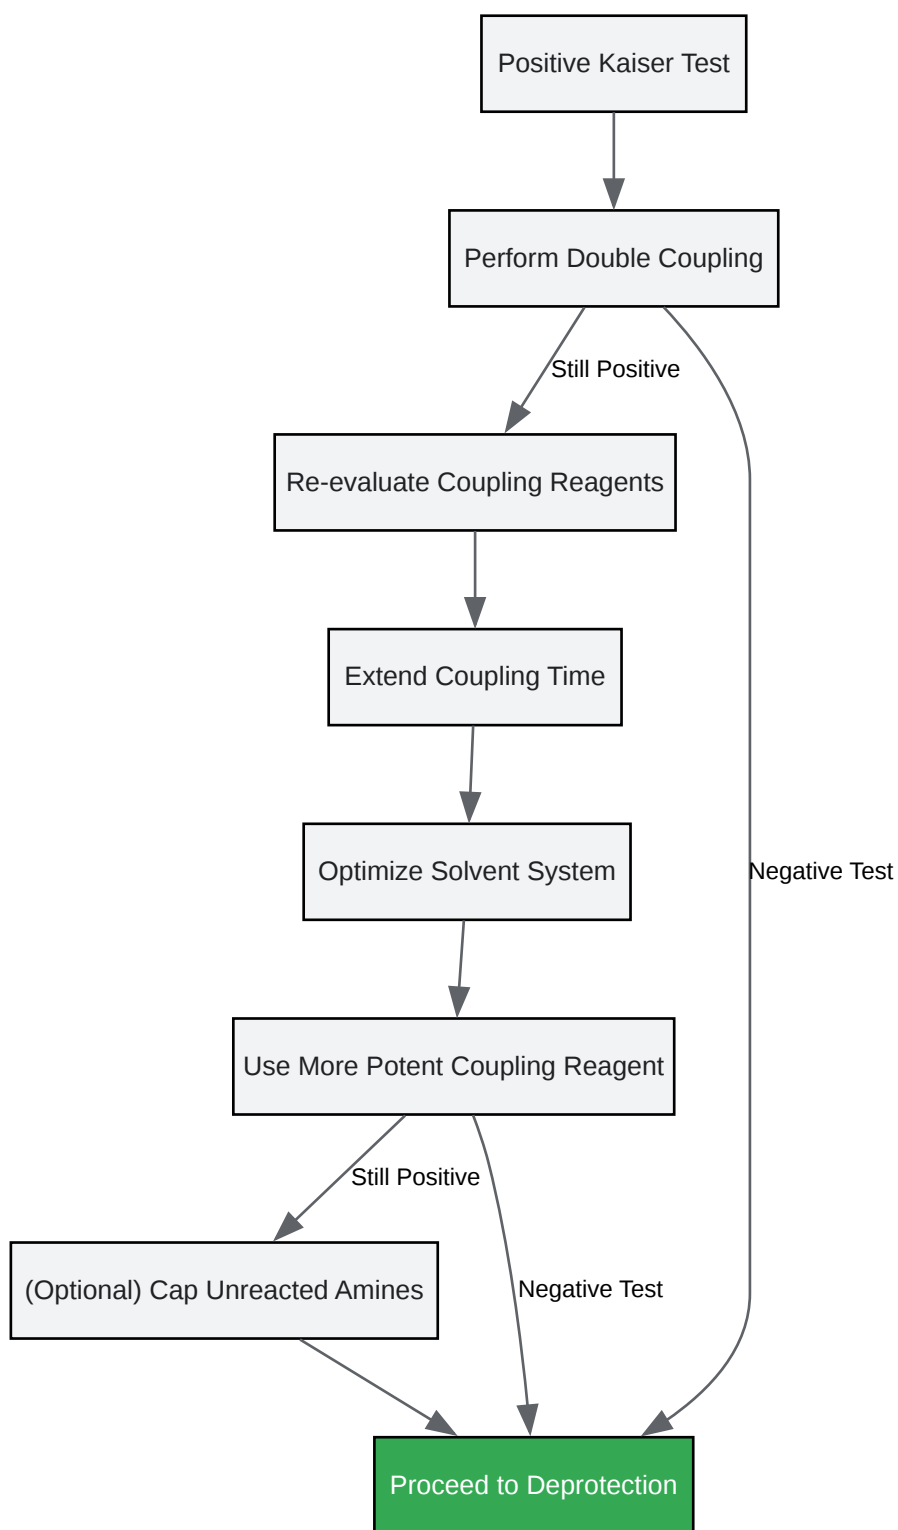 Positive Kaiser Test
Perform Double Coupling
Still Positive
Re-evaluate Coupling Reagents
Extend Coupling Time
Optimize Solvent System
Negative Test
Use More Potent Coupling Reagent
Still Positive
(Optional) Cap Unreacted Amines
Negative Test
Proceed to Deprotection